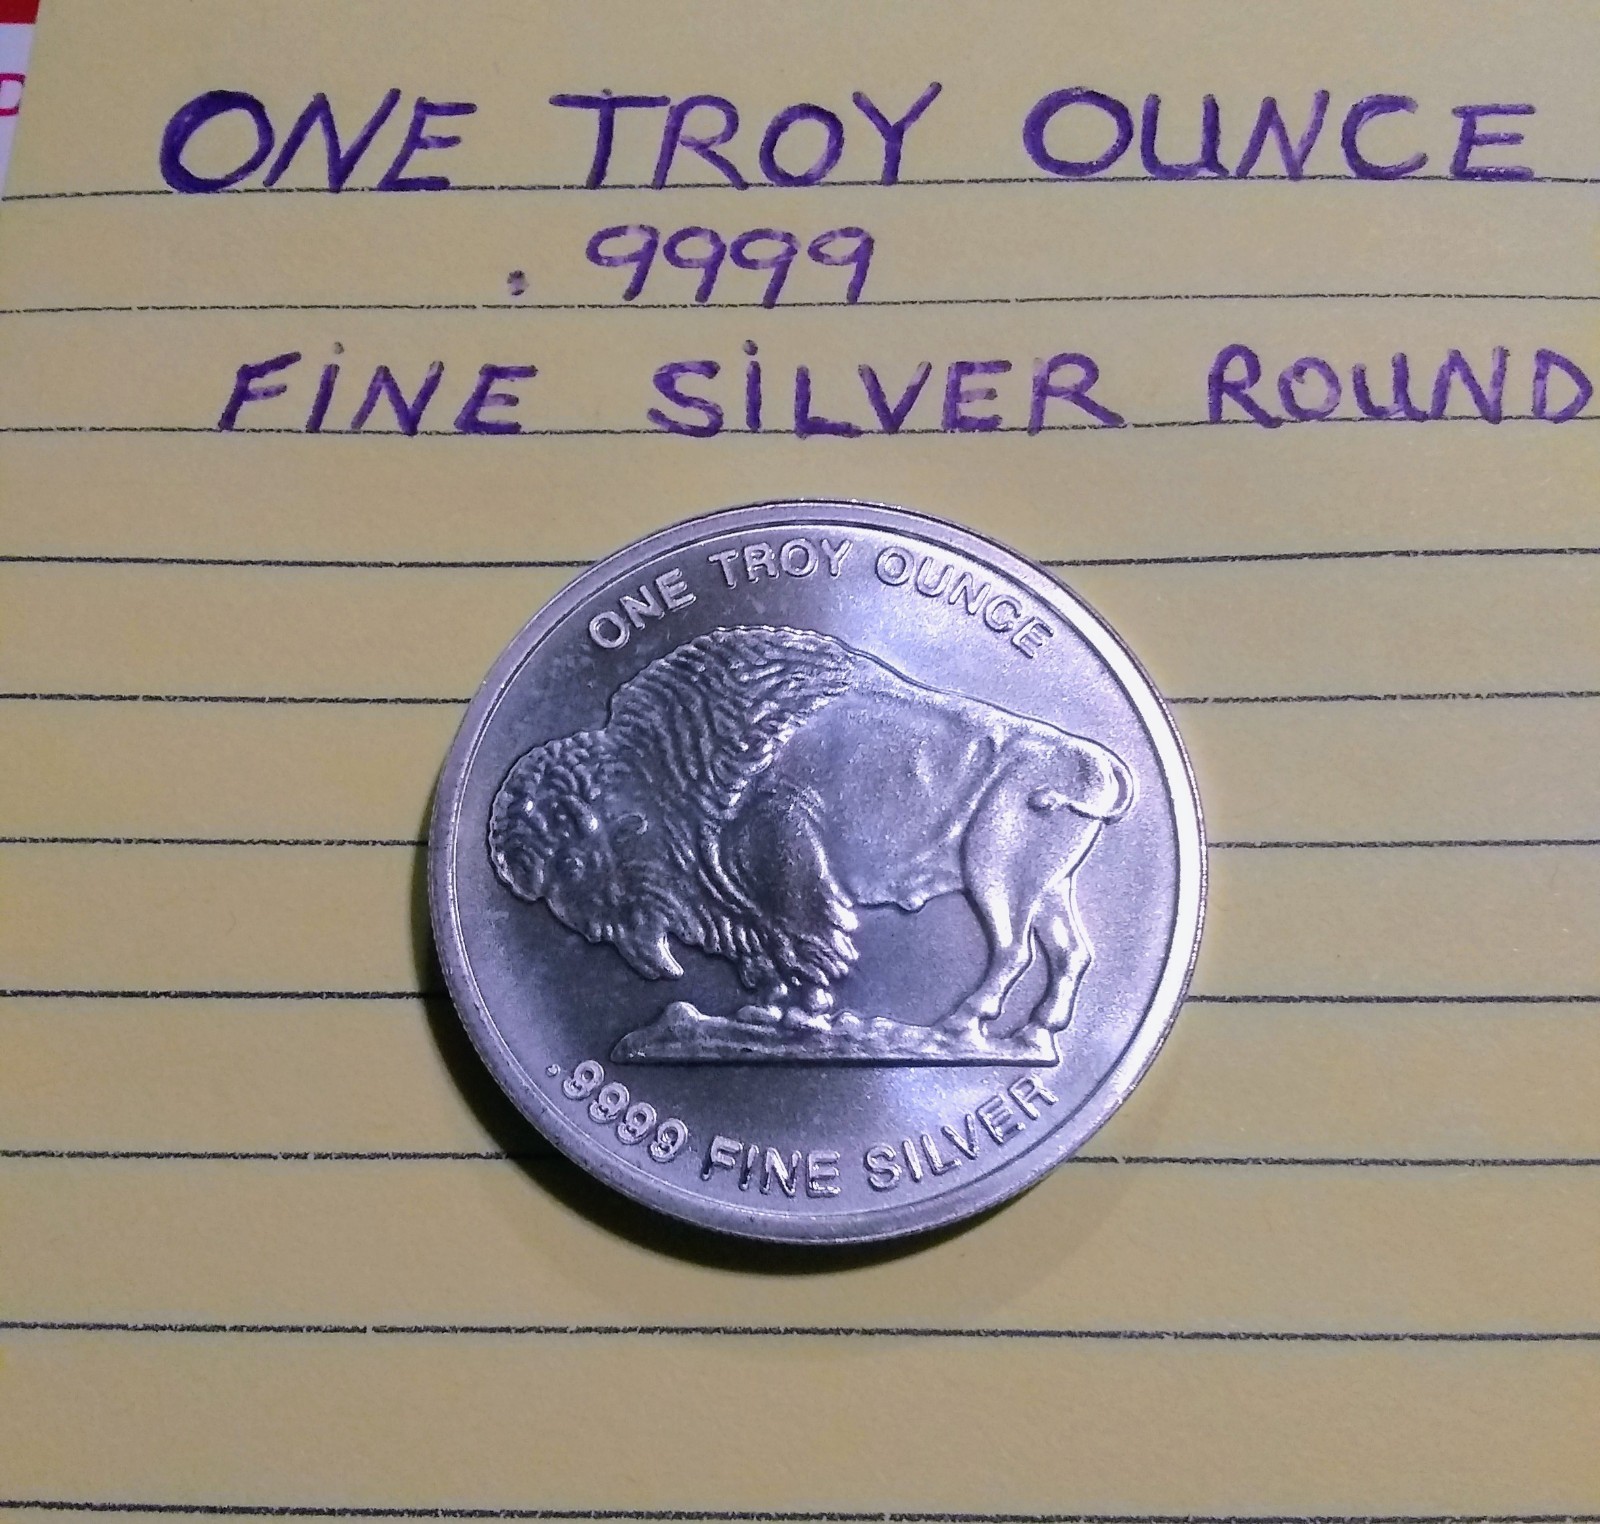 D
ONE TROY OUNCE
.9999
FINE SILVER ROUND
ONE TROY OUNCE
.9999 FINE SILVER